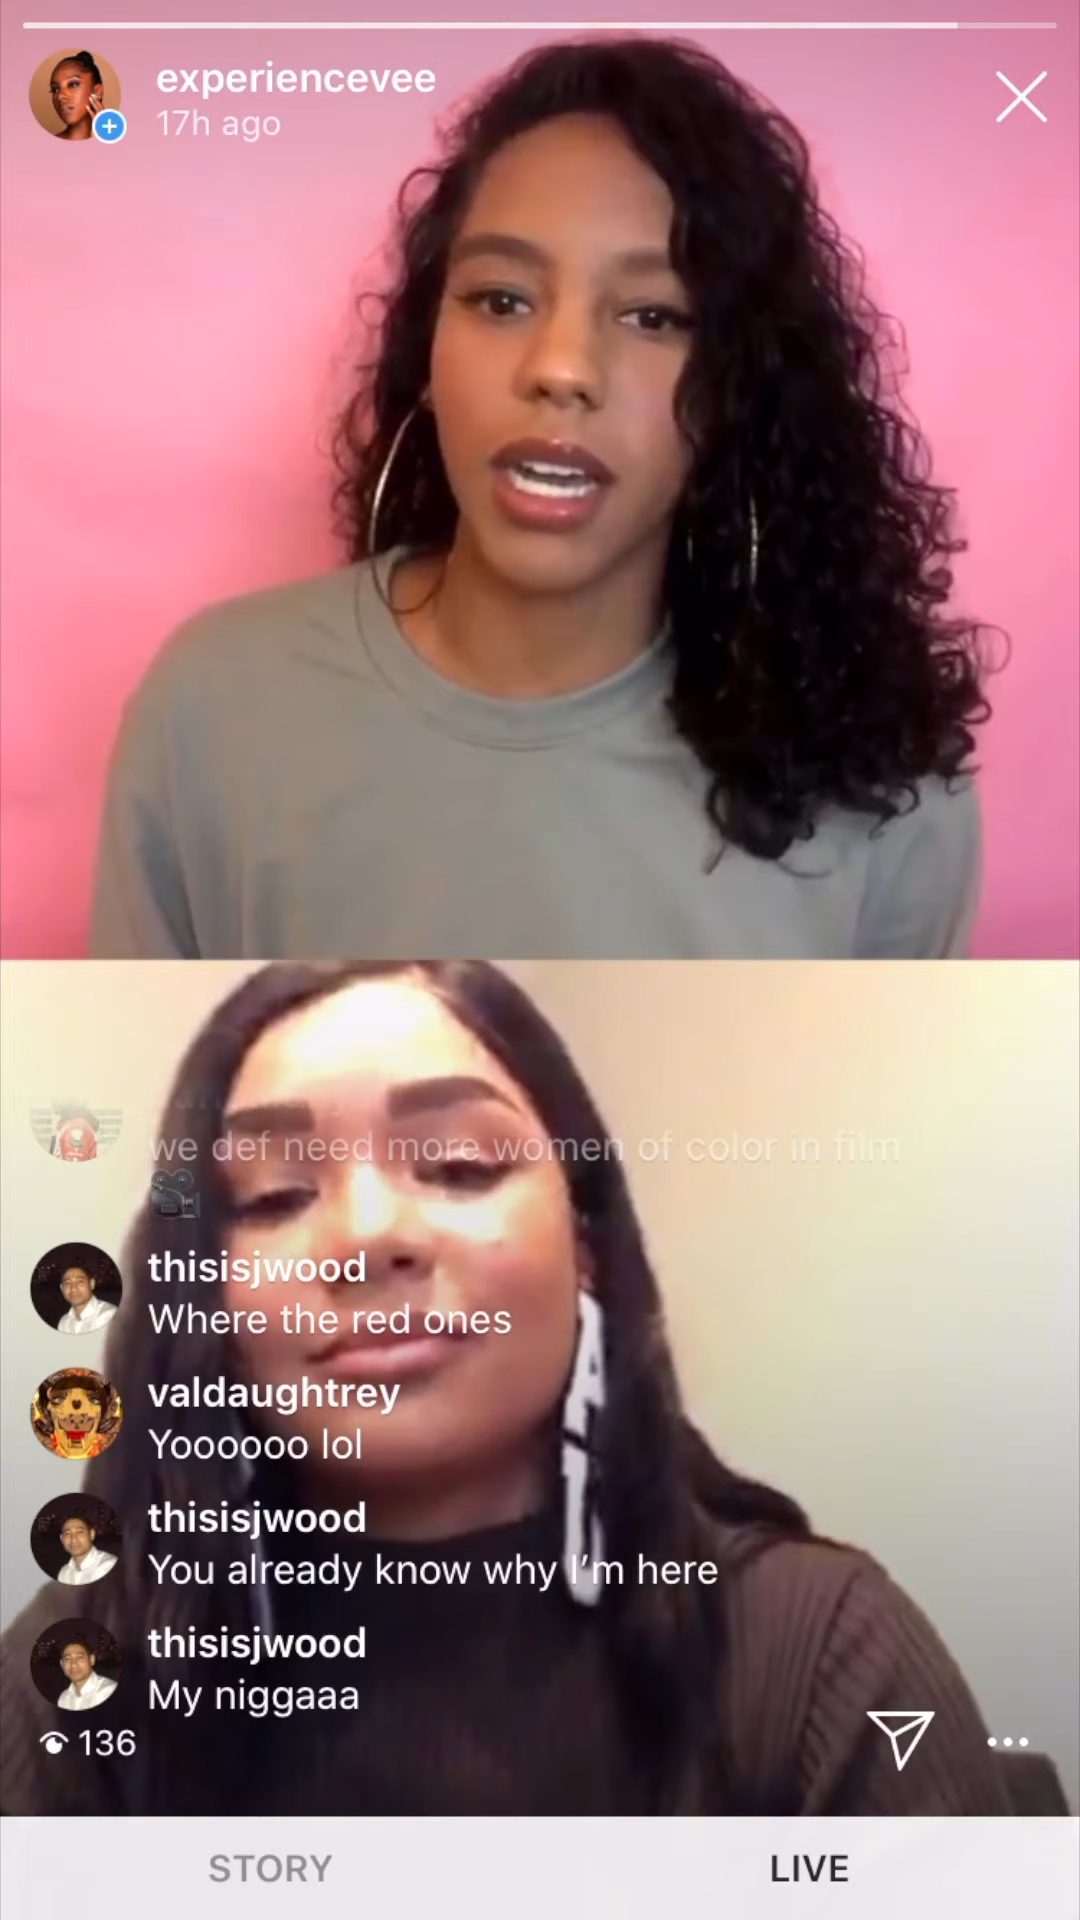 experiencevee
17h ago
we def need more women of color in film
thisisjwood
Where the red ones
valdaughtrey
Yoooooo lol
thisisjwood
You already know why I'm here
thisisjwood
My niggaaa
136
STORY
LIVE